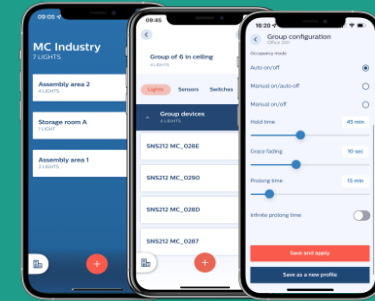 09:05
MC Industry
7 LIGHTS
Assembly area 2
4 LIGHTS
Storage room A
1 LIGHT
Assembly area 1
2 LIGHTS
09:45
Group of 6 in ceiling
4 LIGHTS
Lights Sensors Switches
Group devices
4 LIGHTS
SNS212 MC_028E
SNS212 MC_0290
SNS212 MC_028D
SNS212 MC_0287
16:20
Group configuration
Office 001
Occupancy mode
Auto on/off
Manual on/auto-off
Manual on/off
Hold time
45 min
Grace fading
10 sec
Prolong time
15 min
Infinite prolong time
Save and apply
Save as a new profile